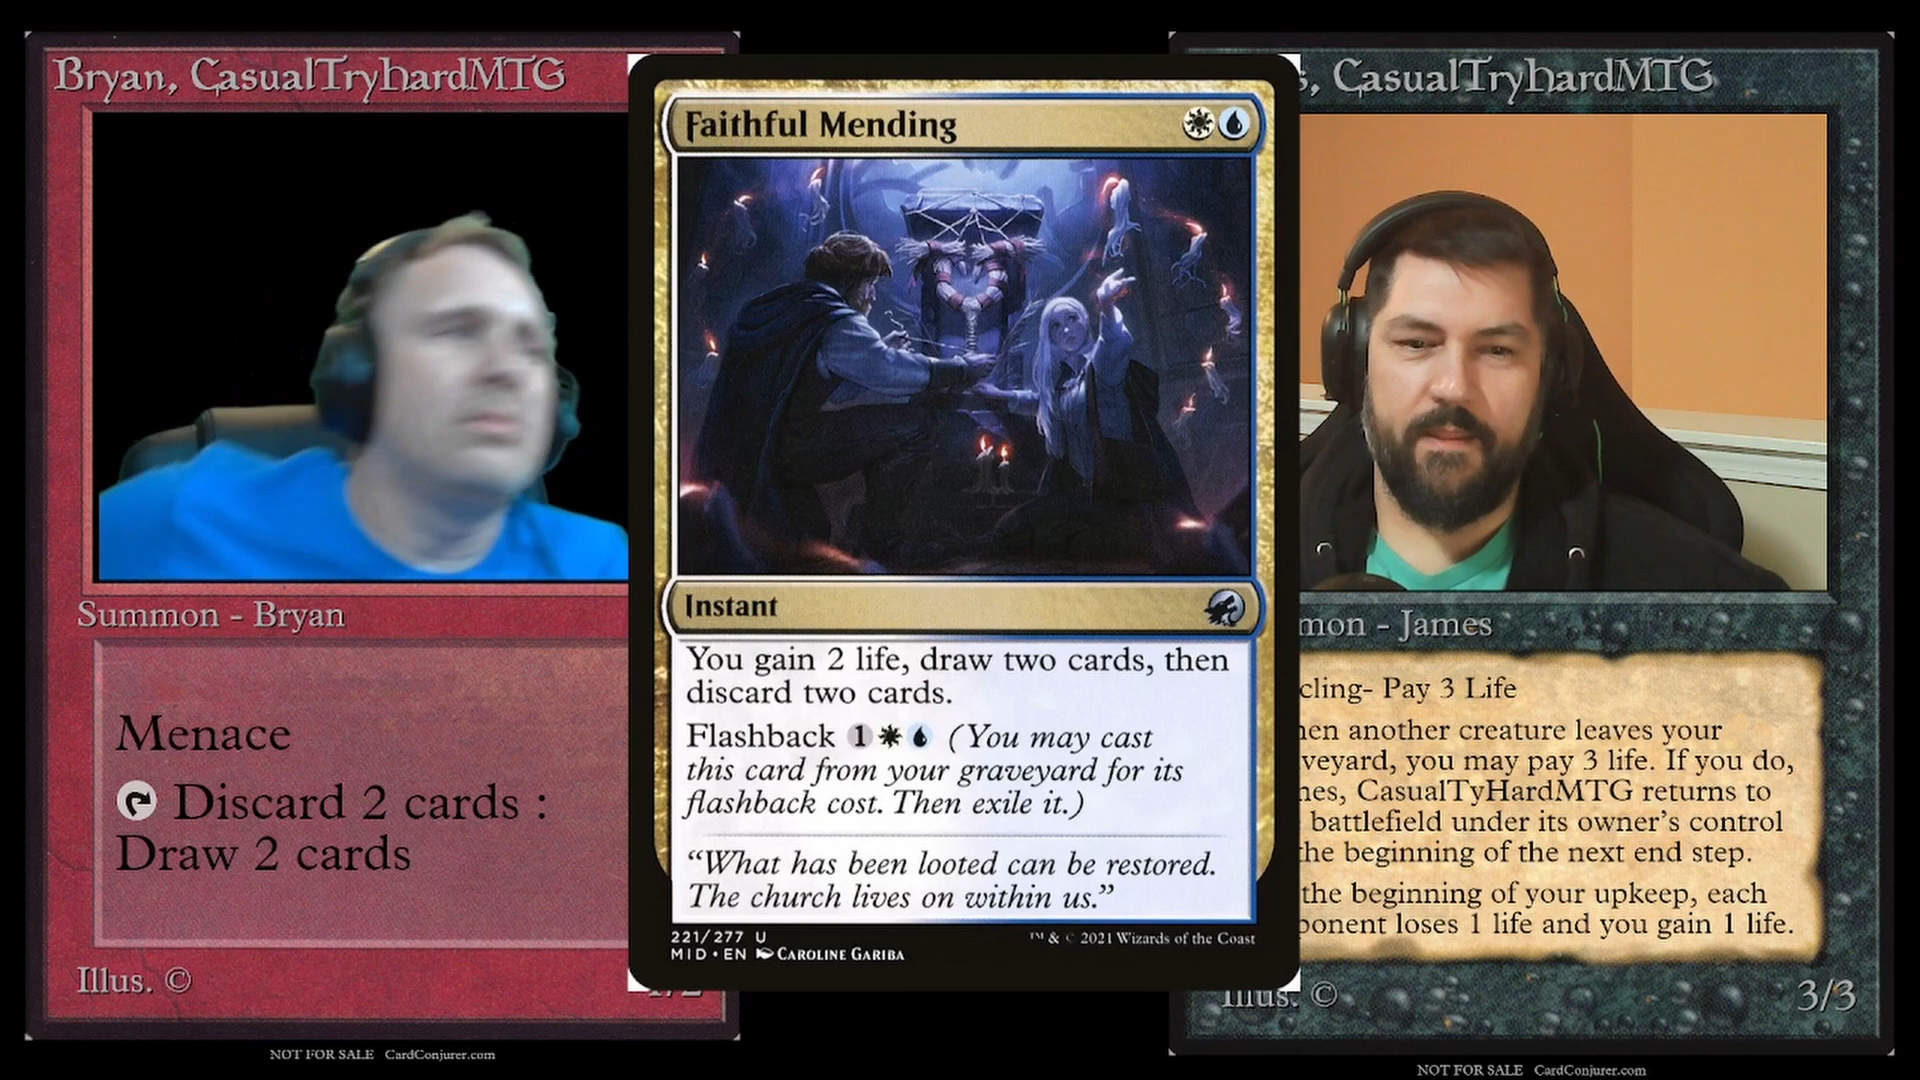 Bryan, CasualTryhardMTG
Summon - Bryan
Menace
Discard 2 cards :
Draw 2 cards
Illus. ©
NOT FOR SALE CardConjurer.com
Faithful Mending
Instant
You gain 2 life, draw two cards, then
discard two cards.
Flashback 1 (You may cast
this card from your graveyard for its
flashback cost. Then exile it.)
“What has been looted can be restored.
The church lives on within us.”
221/277 U
MID • EN CAROLINE GARIBA
™ & © 2021 Wizards of the Coast
CasualTryhardMTG
- James
Pay 3 Life
another creature leaves your
you may pay 3 life. If you do,
CasualTyHardMTG returns to
battlefield under its owner’s control
the beginning of the next end step.
the beginning of your upkeep, each
loses 1 life and you gain 1 life.
Illus. ©
3/3
NOT FOR SALE CardConjurer.com